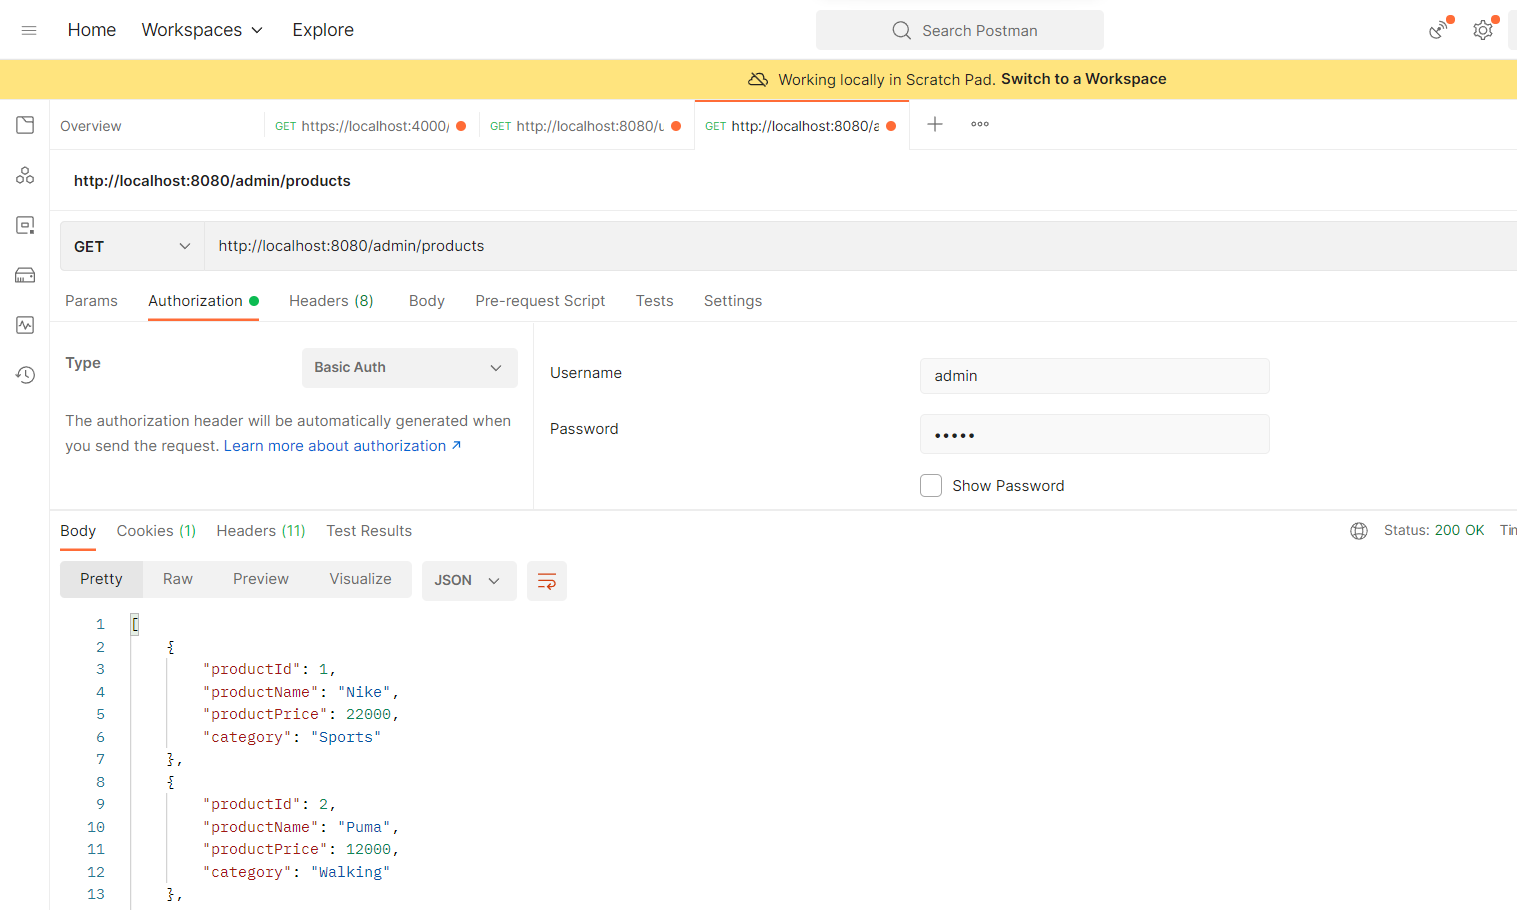 Home Workspaces Explore Search Postman
Working locally in Scratch Pad. Switch to a Workspace
Overview GET https://localhost:4000/ GET http://localhost:8080/u GET http://localhost:8080/a
http://localhost:8080/admin/products
GET http://localhost:8080/admin/products
Params Authorization Headers (8) Body Pre-request Script Tests Settings
Type Basic Auth
The authorization header will be automatically generated when
you send the request. Learn more about authorization ↗
Username admin
Password •••••
Show Password
Body Cookies (1) Headers (11) Test Results Status: 200 OK Tim
Pretty Raw Preview Visualize JSON
1 [
2 {
3 "productId": 1,
4 "productName": "Nike",
5 "productPrice": 22000,
6 "category": "Sports"
7 },
8 {
9 "productId": 2,
10 "productName": "Puma",
11 "productPrice": 12000,
12 "category": "Walking"
13 },